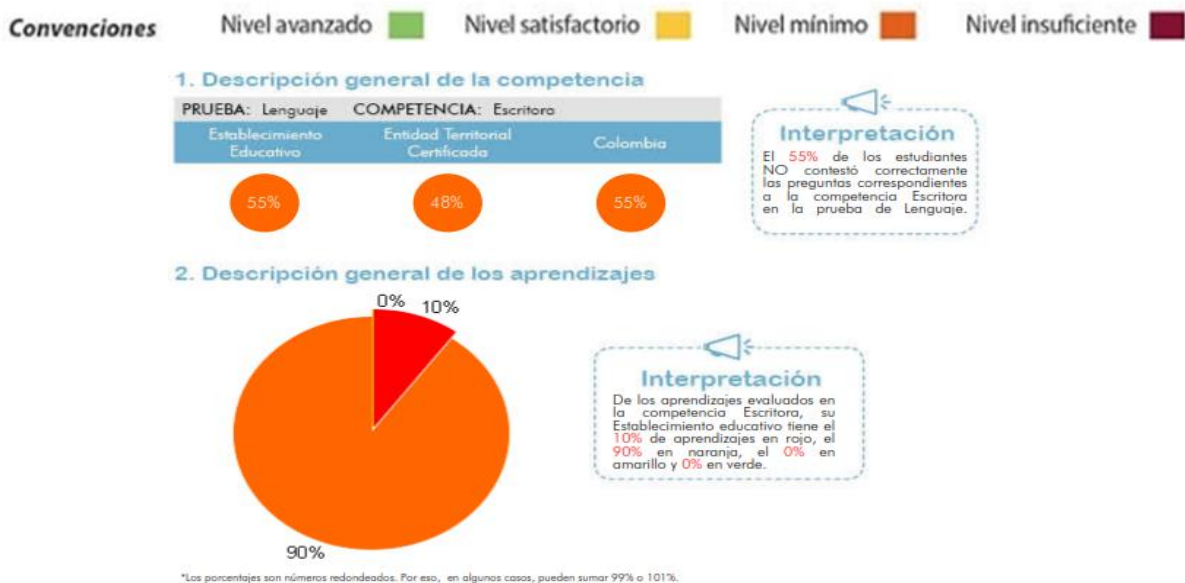 Convenciones Nivel avanzado Nivel satisfactorio Nivel mínimo Nivel insuficiente
1. Descripción general de la competencia
PRUEBA: Lenguaje COMPETENCIA: Escritora
Establecimiento Educativo
Entidad Territorial Certificada
Colombia
55% 48% 55%
Interpretación
El 55% de los estudiantes
NO contestó correctamente
las preguntas correspondientes
a la competencia Escritora
en la prueba de Lenguaje.
2. Descripción general de los aprendizajes
0% 10%
90%
Interpretación
De los aprendizajes evaluados en
la competencia Escritora, su
Establecimiento educativo tiene el
10% de aprendizajes en rojo, el
90% en naranja, el 0% en
amarillo y 0% en verde.
*Los porcentajes son números redondeados. Por eso, en algunos casos, pueden sumar 99% o 101%.